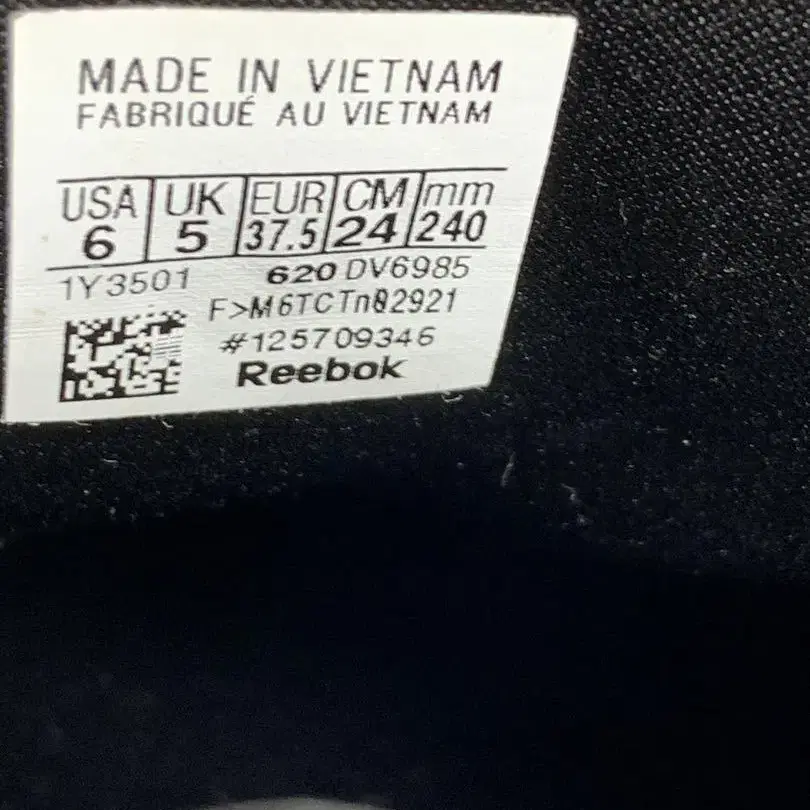 MADE IN VIETNAM
FABRIQUÉ AU VIETNAM
USA UK EUR CM mm
6 5 37.5 24 240
1Y3501 620 DV6985
F>M6TCTn82921
#125709346
Reebok